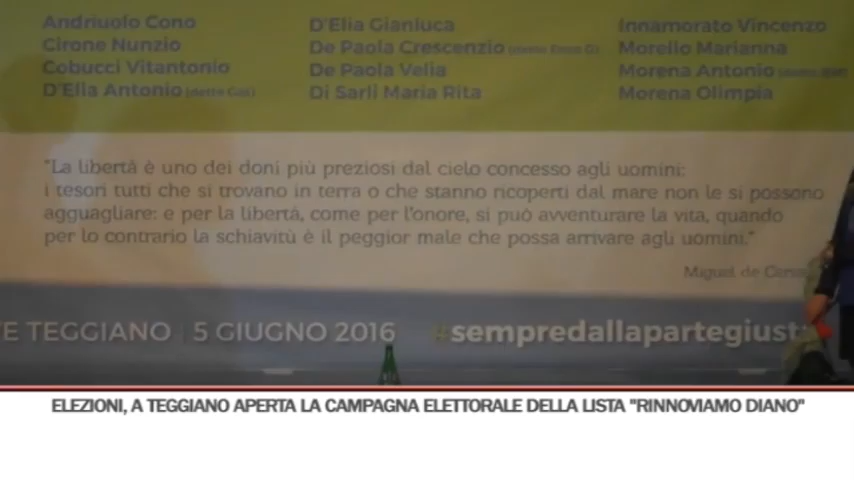 Andriuolo Cono
Cirone Nunzio
Cobucci Vitantonio
D'Elia Antonio
D'Elia Gianluca
De Paola Crescenzio
De Paola Velia
Di Sarli Maria Rita
Innamorato Vincenzo
Morello Marianna
Morena Antonio
Morena Olimpia
"La libertá è uno dei doni più preziosi dal cielo concesso agli uomini:
i tesori tutti che si trovano in terra o che stanno ricoperti dal mare non le si possono
agguagliare: e per la libertá, come per l'onore, si può avventurare la vita, quando
per lo contrario la schiavitù è il peggior male che possa arrivare agli uomini."
Miguel de
E TEGGIANO | 5 GIUGNO 2016 #sempredallapartegiust
ELEZIONI, A TEGGIANO APERTA LA CAMPAGNA ELETTORALE DELLA LISTA "RINNOVIAMO DIANO"